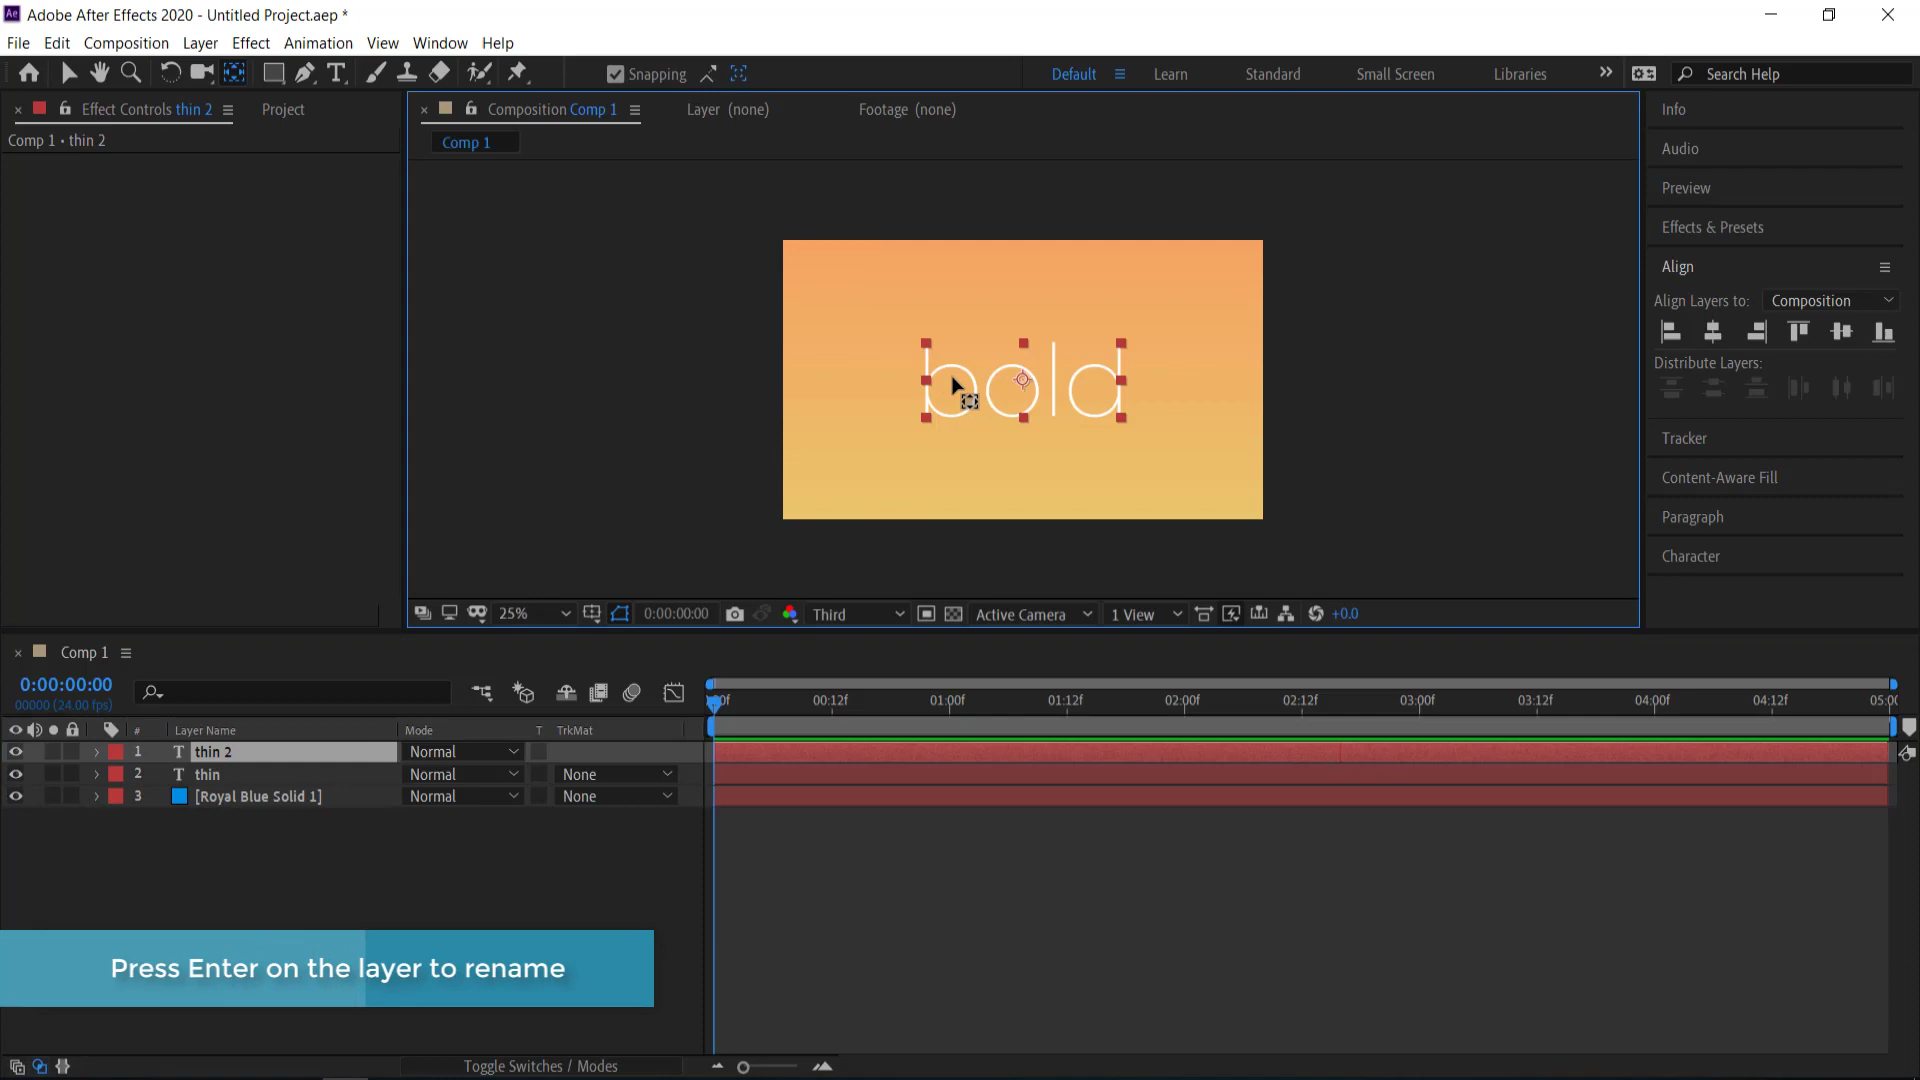 Ae Adobe After Effects 2020 - Untitled Project.aep *
File Edit Composition Layer Effect Animation View Window Help
Snapping Default Learn Standard Small Screen Libraries Search Help
Effect Controls thin 2 Project
Comp 1 • thin 2
Composition Comp 1 Layer (none) Footage (none)
Comp 1
bold
25% 0:00:00:00 Third Active Camera 1 View +0.0
Info
Audio
Preview
Effects & Presets
Align
Align Layers to: Composition
Distribute Layers:
Tracker
Content-Aware Fill
Paragraph
Character
Comp 1
0:00:00:00
00000 (24.00 fps)
00f 00:12f 01:00f 01:12f 02:00f 02:12f 03:00f 03:12f 04:00f 04:12f 05:00
# Layer Name Mode T TrkMat
1 T thin 2 Normal
2 T thin Normal None
3 [Royal Blue Solid 1] Normal None
Press Enter on the layer to rename
Toggle Switches / Modes